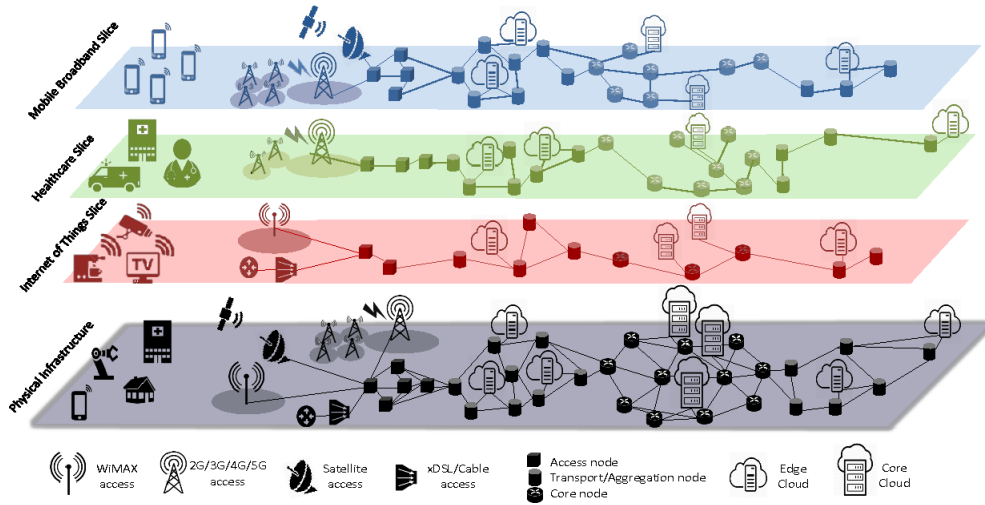 Mobile Broadband Slice
Healthcare Slice
Internet of Things Slice
TV
Physical Infrastructure
WiMAX
access
2G/3G/4G/5G
access
Satellite
access
xDSL/Cable
access
Access node
Transport/Aggregation node
Core node
Edge
Cloud
Core
Cloud